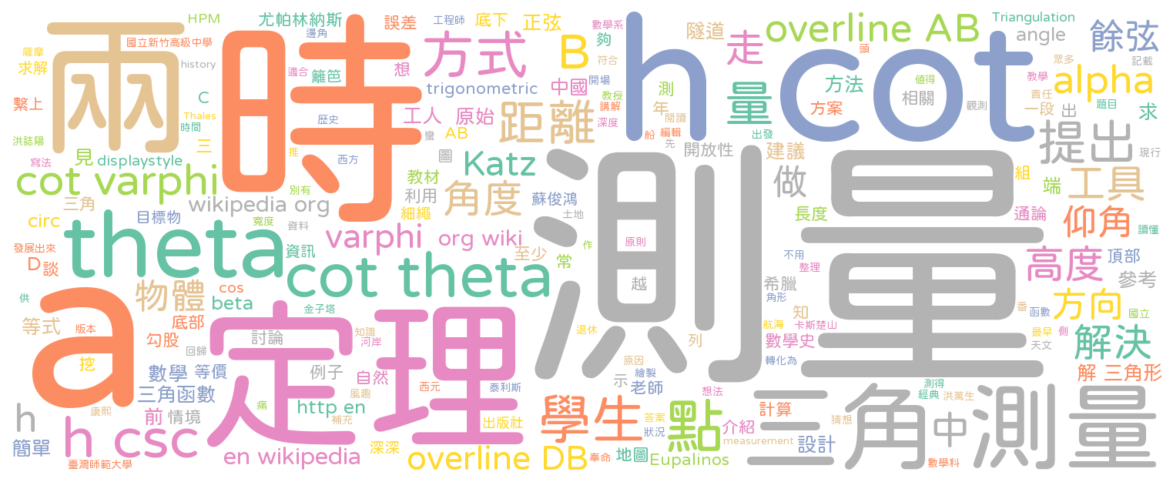 HPM
尤帕林納斯
誤差
工程師
底下
正弦
數學系
夠
隧道
走
overline AB
Triangulation
angle
餘弦
眾多
記載
薩摩
求解
國立新竹高級中學
history
兩
時
邊角
適合
籬笆
想
方式
B
中國
開場
符合
教授
講解
測
年
閱讀
h
cot
頭
量
方法
方案
值得
相關
觀測
教學
責任
alpha
一段
出
題目
求
繫上
C
Thales
時間
洪誌陽
三
歷史
trigonometric
工人
原始
AB
蠻
距離
深度
船
編輯
先
出發
提出
現行
寫法
見
displaystyle
推
西方
圖
Katz
開放性
測量
建議
做
組
端
工具
cot varphi
別有
wikipedia org
教材
利用
角度
細繩
蘇俊鴻
土地
長度
通論
仰角
三角
circ
目標物
寬度
資料
theta
varphi
org wiki
至少
作
原則
不用
整理
頂部
讀懂
發展出來
D
談
資訊
cot theta
常
越
希臘
角形
知
高度
參考
供
a
物體
cos
beta
金子塔
定理
退休
列
航海
卡斯楚山
番
函數
方向
國立
等式
版本
底部
勾股
討論
知識
河岸
原因
數學史
轉化為
最早
天文
側
解決
挖
回歸
數學
等價
例子
自然
西元
泰利斯
繪製
示
老師
想法
測得
經典
洪萬生
解
三角形
h
康熙
三角函數
風趣
http en
痛
補充
出版社
學生
答案
狀況
點
介紹
計算
猜想
三角測量
中
簡單
h csc
前
情境
en wikipedia
深深
overline DB
奉命
地圖
Eupalinos
measurement
設計
數學科
臺灣師範大學